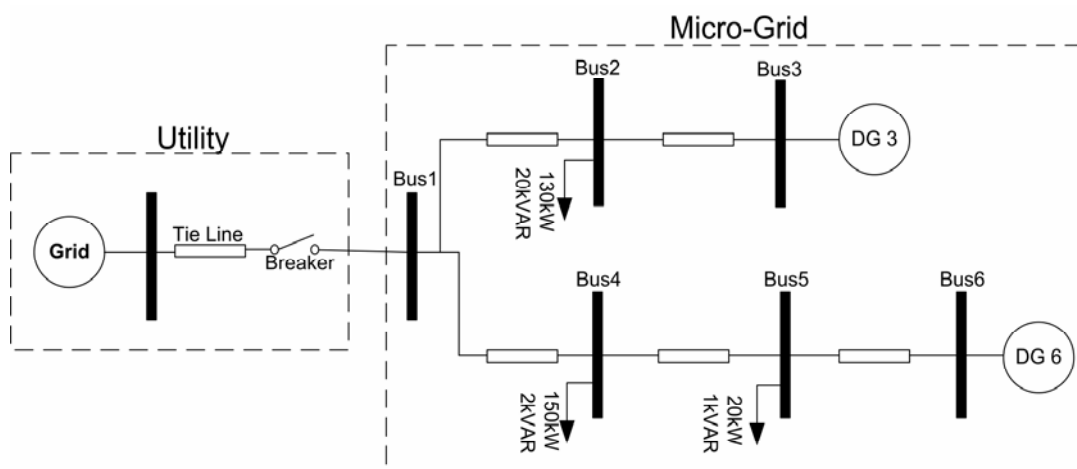 Micro-Grid
Utility
Bus2
Bus3
DG 3
130kW
20kVAR
Bus1
Grid
Tie Line
Breaker
Bus4
Bus5
Bus6
DG 6
150kW
2kVAR
20kW
1kVAR